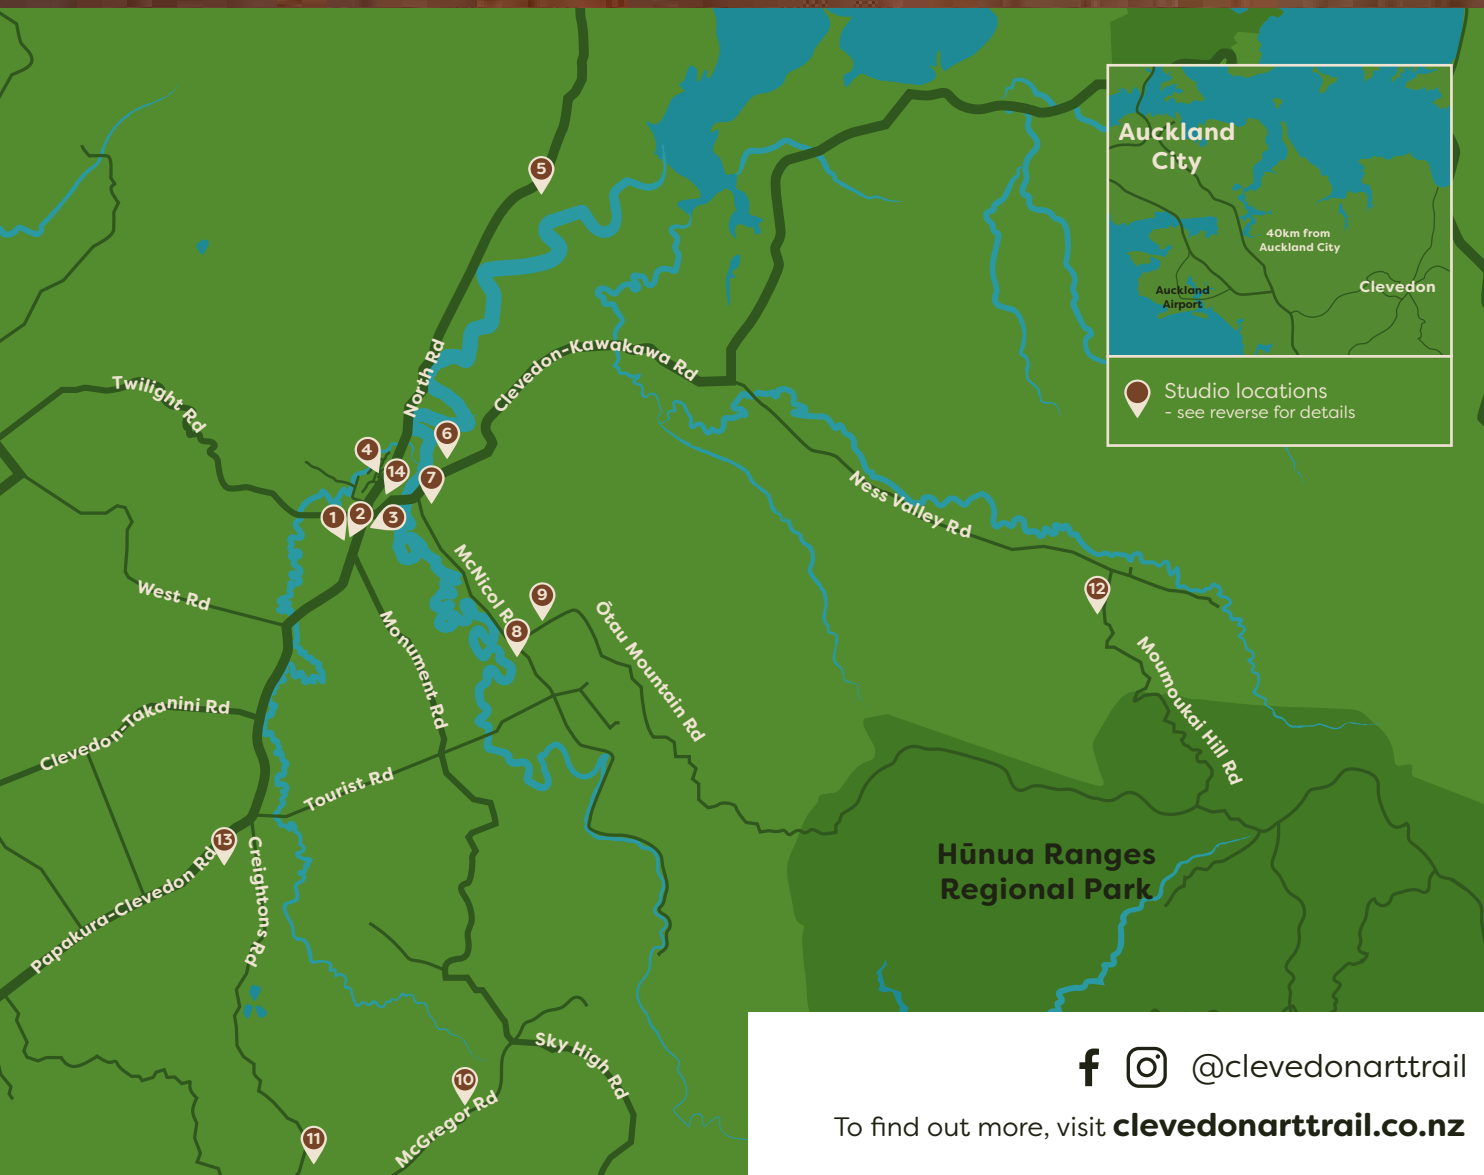 5
Auckland
City
40km from
Auckland City
Clevedon
Auckland
Airport
Studio locations
- see reverse for details
North Rd
Clevedon-Kawakawa Rd
Twilight Rd
4
6
14
7
1
2
3
Ness Valley Rd
McNicol Rd
West Rd
9
8
12
Ōtau Mountain Rd
Monument Rd
Moumoukai Hill Rd
Clevedon-Takanini Rd
Tourist Rd
13
Creightons Rd
Papakura-Clevedon Rd
Hūnua Ranges
Regional Park
Sky High Rd
10
McGregor Rd
11
@clevedonarttrail
To find out more, visit clevedonarttrail.co.nz